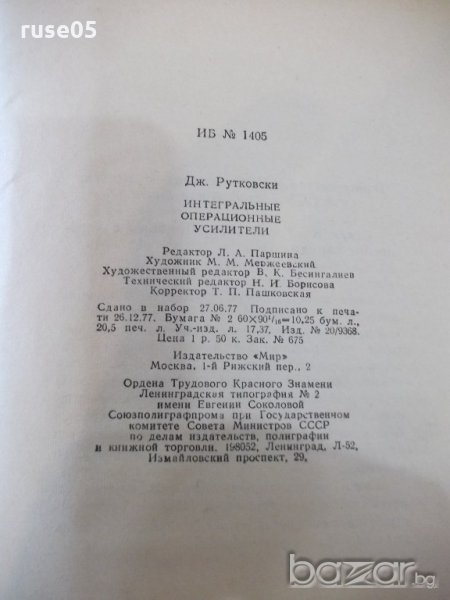 ruse05
ИБ № 1405
Дж. Рутковски
ИНТЕГРАЛЬНЫЕ
ОПЕРАЦИОННЫЕ
УСИЛИТЕЛИ
Редактор Л. А. Паршина
Художник М. М. Мержеевский
Художественный редактор В. К. Бесингалиев
Технический редактор Н. И. Борисова
Корректор Т. П. Пашковская
Сдано в набор 27.06.77 Подписано к печа-
ти 26.12.77. Бумага № 2 60×90¹/₁₆=10,25 бум. л.,
20,5 печ. л. Уч.-изд. л. 17,37. Изд. № 20/9368.
Цена 1 р. 50 к. Зак. № 675
Издательство «Мир»
Москва, 1-й Рижский пер., 2
Ордена Трудового Красного Знамени
Ленинградская типография № 2
имени Евгении Соколовой
Союзполиграфпрома при Государственном
комитете Совета Министров СССР
по делам издательств, полиграфии
и книжной торговли. 198052, Ленинград, Л-52,
Измайловский проспект, 29.
bazar.bg